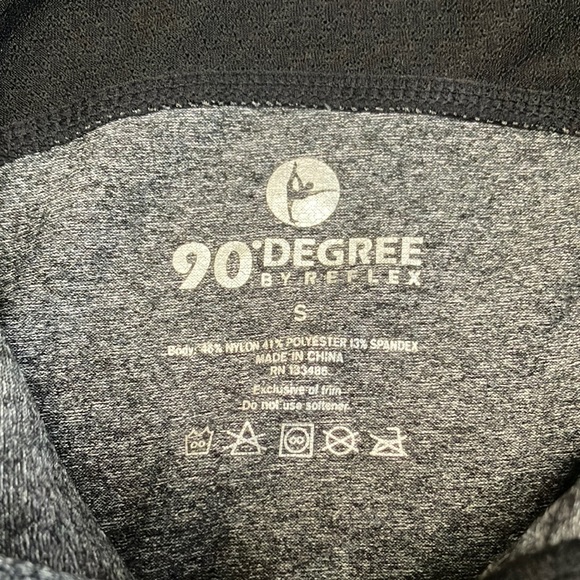 90° DEGREE
BY REFLEX
S
Body: 46% NYLON 41% POLYESTER 13% SPANDEX
MADE IN CHINA
RN 133486
Exclusive of trim
Do not use softener